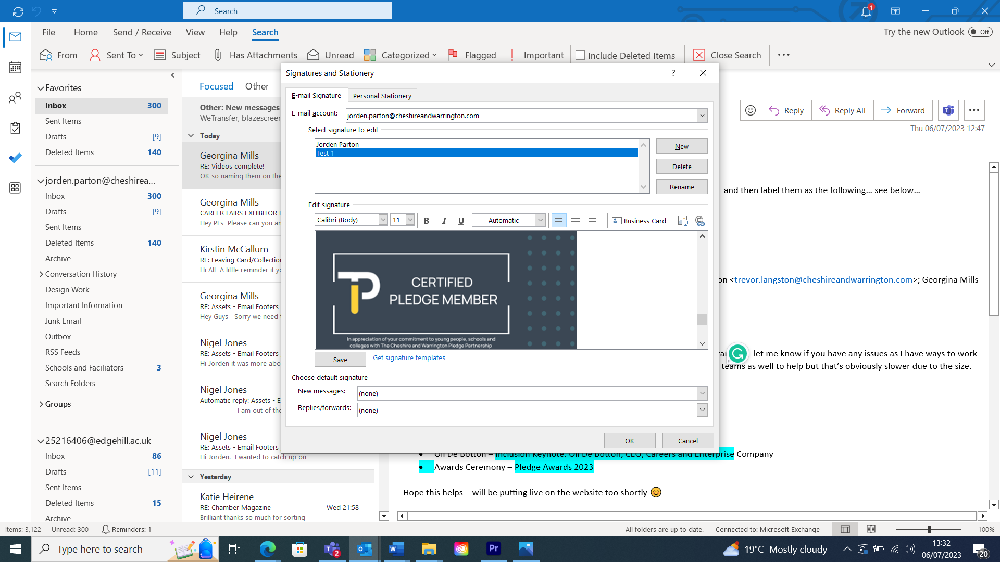 Search
1
File Home Send / Receive View Help Search
Try the new Outlook Off
From Sent To Subject Has Attachments Unread Categorized Flagged Important Include Deleted Items Close Search
Favorites
Inbox 300
Sent Items
Drafts [9]
Deleted Items 140
jorden.parton@cheshirea...
Inbox 300
Drafts [9]
Sent Items
Deleted Items 140
Archive
Conversation History
Design Work
Important Information
Junk Email
Outbox
RSS Feeds
Schools and Faciliators 3
Search Folders
Groups
25216406@edgehill.ac.uk
Inbox 86
Drafts [11]
Sent Items
Deleted Items 15
Archive
Focused Other
Other: New messages
WeTransfer, blazescreen
Today
Georgina Mills
RE: Videos complete!
OK so naming them on the
Georgina Mills
CAREER FAIRS EXHIBITOR
Hey PFs Please can you
Kirstin McCallum
RE: Leaving Card/Collection
Hi All A little reminder if
Georgina Mills
RE: Assets - Email Footers
Hey Guys Sorry we need
Nigel Jones
RE: Assets - Email Footers
Hi Jorden it was more
Nigel Jones
Automatic reply: Assets -
I am out of the
Nigel Jones
RE: Assets - Email Footers
Hi Jorden. I wanted to catch up on
Yesterday
Katie Heirene
RE: Chamber Magazine Wed 21:58
Brilliant thanks so much for sorting
Signatures and Stationery ?
E-mail Signature Personal Stationery
E-mail account: jorden.parton@cheshireandwarrington.com
Select signature to edit
Jorden Parton
Test 1
New
Delete
Rename
Edit signature
Calibri (Body) 11 B I U Automatic Business Card
CERTIFIED
PLEDGE MEMBER
In appreciation of your commitment to young people, schools and
colleges with The Cheshire and Warrington Pledge Partnership
Save Get signature templates
Choose default signature
New messages: (none)
Replies/forwards: (none)
OK Cancel
Reply Reply All Forward
Thu 06/07/2023 12:47
and then label them as the following... see below...
on <trevor.langston@cheshireandwarrington.com>; Georgina Mills
- let me know if you have any issues as I have ways to work
teams as well to help but that's obviously slower due to the size.
• Oli De Botton – Inclusion Keynote: Oli De Botton, CEO, Careers and Enterprise Company
• Awards Ceremony – Pledge Awards 2023
Hope this helps – will be putting live on the website too shortly 😊
Items: 3,122 Unread: 300 Reminders: 1 All folders are up to date. Connected to: Microsoft Exchange 100%
Type here to search 2 Pr 19°C Mostly cloudy 13:32
06/07/2023 20